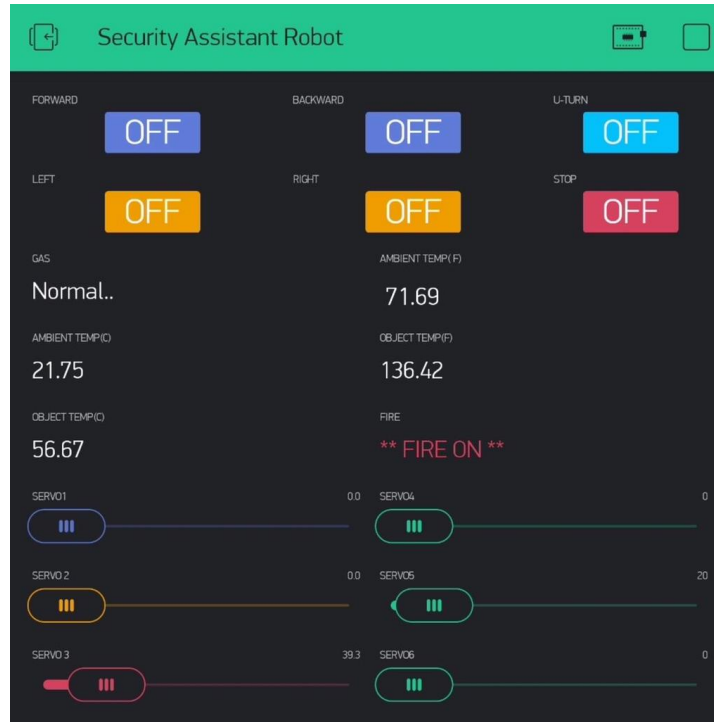 Security Assistant Robot
FORWARD BACKWARD U-TURN
OFF OFF OFF
LEFT RIGHT STOP
OFF OFF OFF
GAS AMBIENT TEMP( F)
Normal.. 71.69
AMBIENT TEMP(C) OBJECT TEMP(F)
21.75 136.42
OBJECT TEMP(C) FIRE
56.67 ** FIRE ON **
SERVO1 0.0 SERVO4 0
SERVO 2 0.0 SERVO5 20
SERVO 3 39.3 SERVO6 0